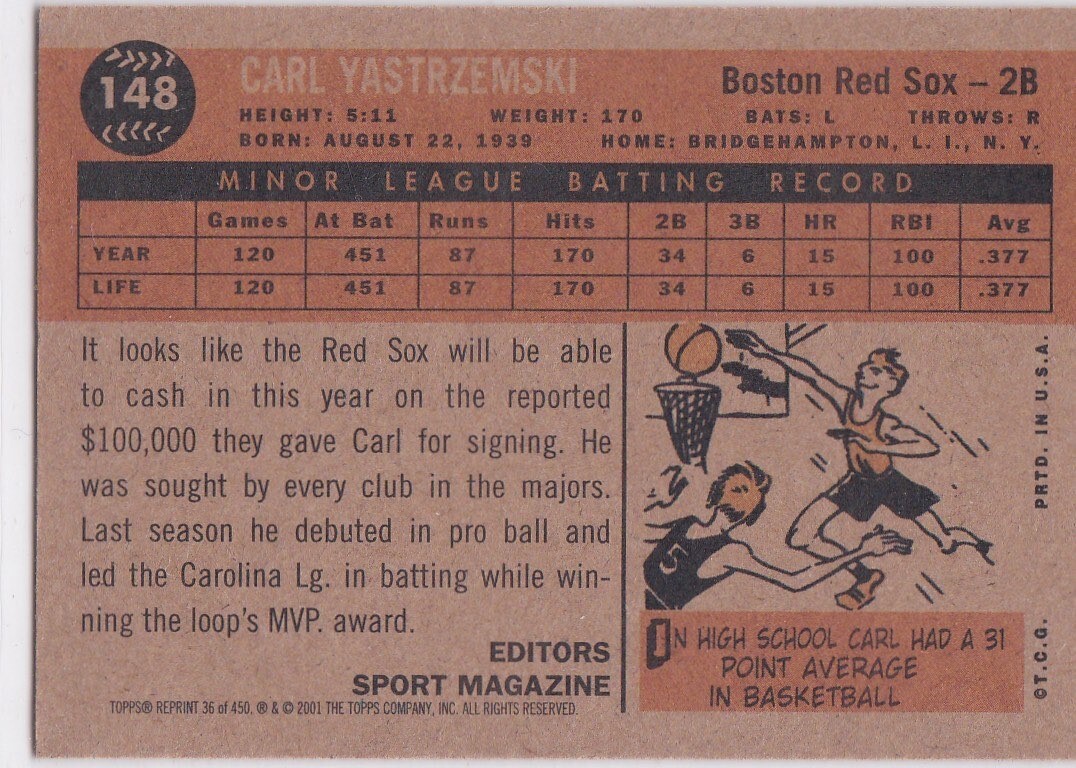 148
CARL YASTRZEMSKI
Boston Red Sox – 2B
HEIGHT: 5:11 WEIGHT: 170 BATS: L THROWS: R
BORN: AUGUST 22, 1939 HOME: BRIDGEHAMPTON, L. I., N. Y.
MINOR LEAGUE BATTING RECORD
Games At Bat Runs Hits 2B 3B HR RBI Avg
YEAR 120 451 87 170 34 6 15 100 .377
LIFE 120 451 87 170 34 6 15 100 .377
It looks like the Red Sox will be able
to cash in this year on the reported
$100,000 they gave Carl for signing. He
was sought by every club in the majors.
Last season he debuted in pro ball and
led the Carolina Lg. in batting while win-
ning the loop's MVP. award.
EDITORS
SPORT MAGAZINE
TOPPS® REPRINT 36 of 450. ® & © 2001 THE TOPPS COMPANY, INC. ALL RIGHTS RESERVED.
5
IN HIGH SCHOOL CARL HAD A 31
POINT AVERAGE
IN BASKETBALL
©T.C.G. PRTD. IN U.S.A.